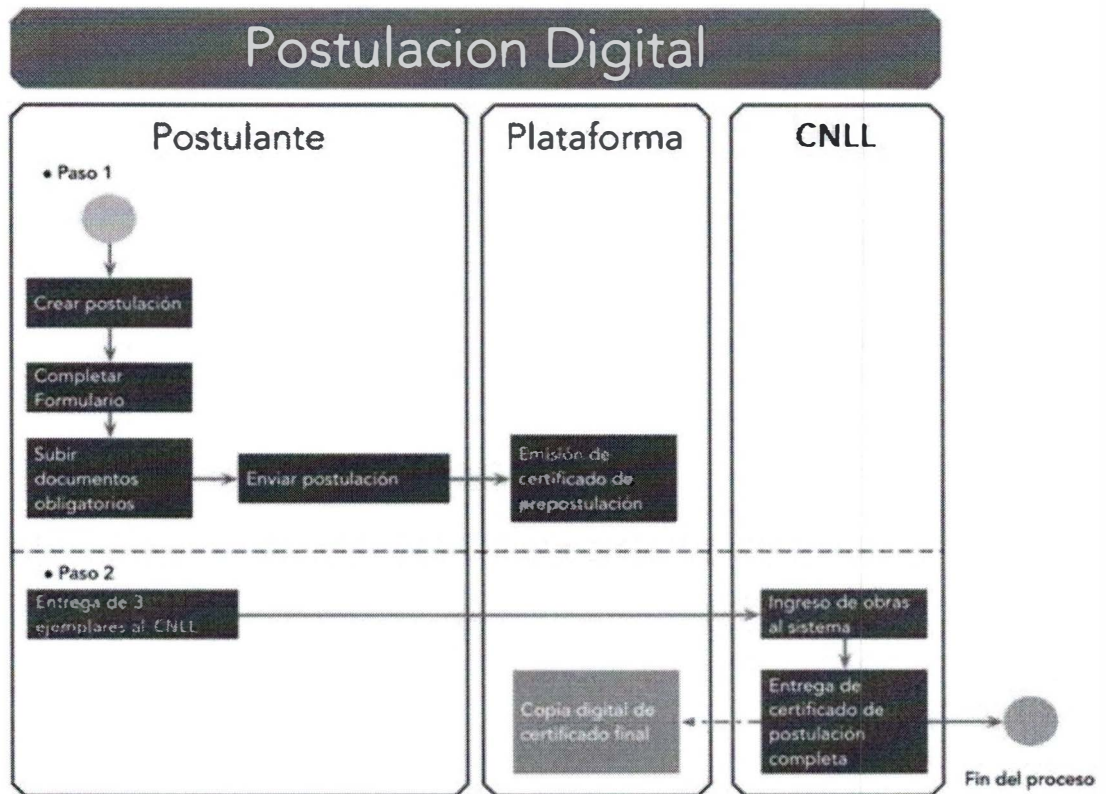 Postulacion Digital
Postulante
Plataforma
CNLL
• Paso 1
Crear postulación
Completar
Formulario
Subir
documentos
obligatorios
Enviar postulación
Emisión de
certificado de
prepostulación
• Paso 2
Entrega de 3
ejemplares al CNLL
Ingreso de obras
al sistema
Entrega de
certificado de
postulación
completa
Copia digital de
certificado final
Fin del proceso